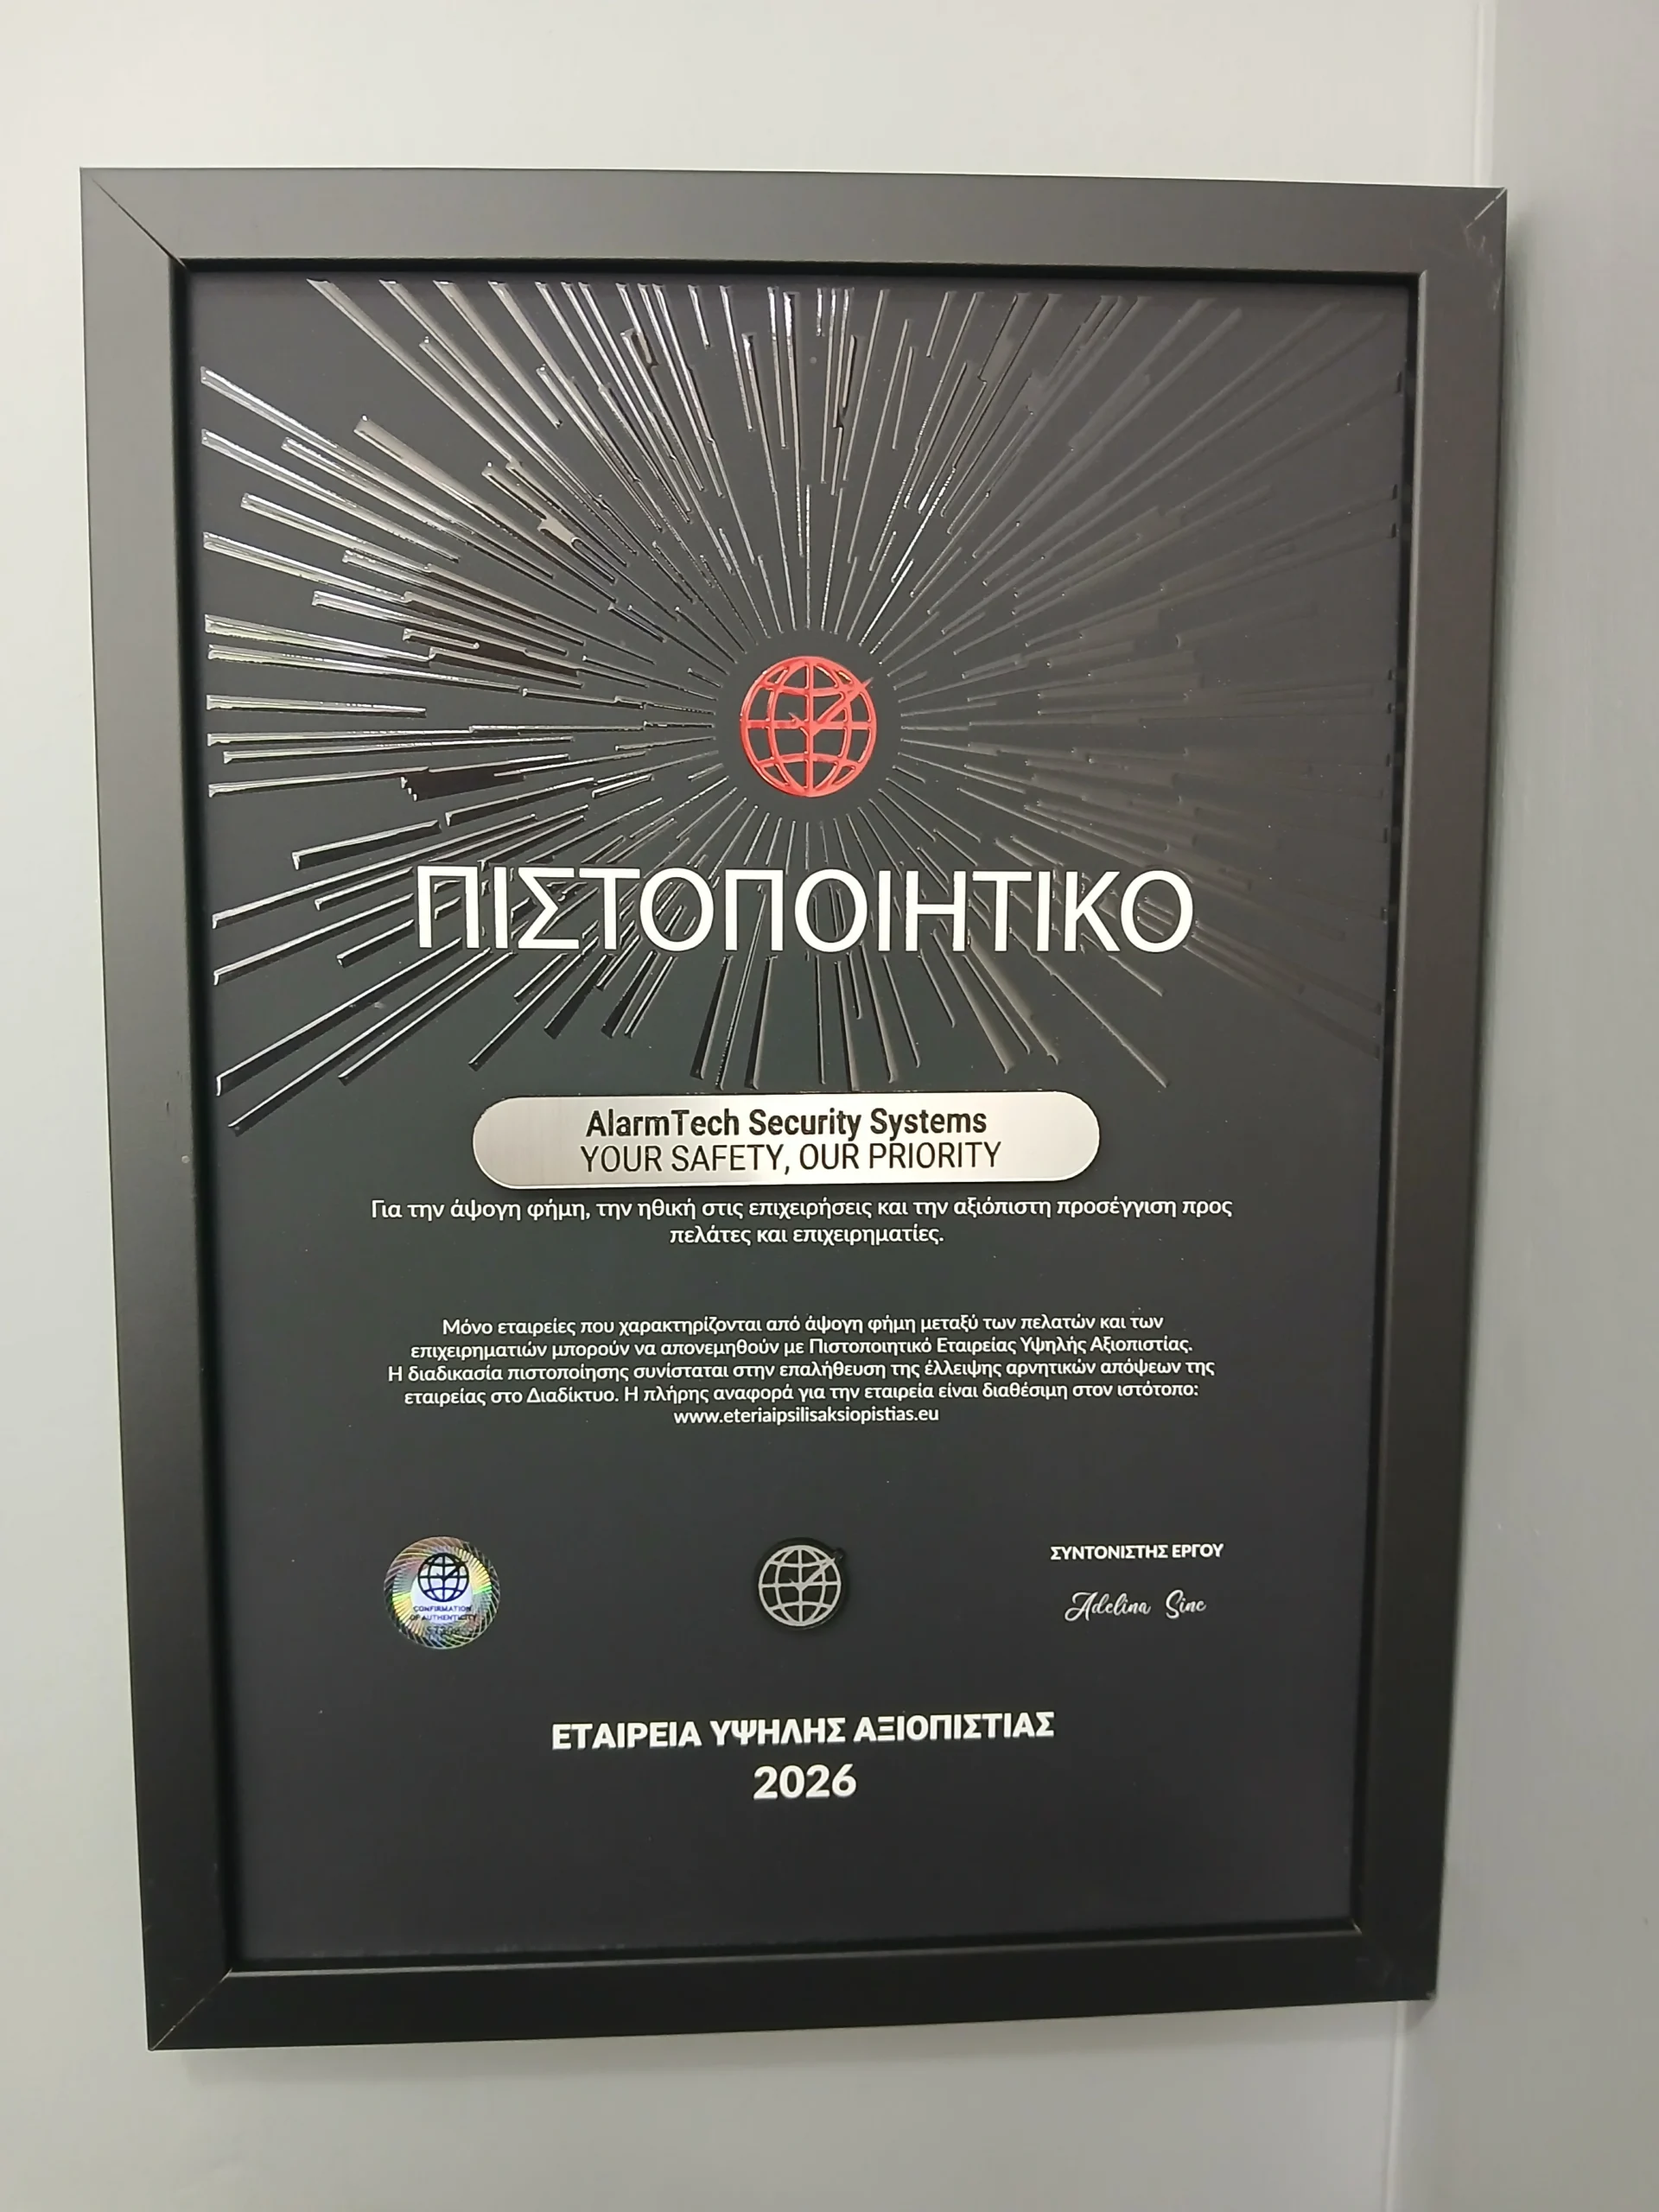 ΠΙΣΤΟΠΟΙΗΤΙΚΟ
AlarmTech Security Systems
YOUR SAFETY, OUR PRIORITY
Για την άψογη φήμη, την ηθική στις επιχειρήσεις και την αξιόπιστη προσέγγιση προς
πελάτες και επιχειρηματίες.
Μόνο εταιρείες που χαρακτηρίζονται από άψογη φήμη μεταξύ των πελατών και των
επιχειρηματιών μπορούν να απονεμηθούν με Πιστοποιητικό Εταιρείας Υψηλής Αξιοπιστίας.
Η διαδικασία πιστοποίησης συνίσταται στην επαλήθευση της έλλειψης αρνητικών απόψεων της
εταιρείας στο Διαδίκτυο. Η πλήρης αναφορά για την εταιρεία είναι διαθέσιμη στον ιστότοπο:
www.eteriaipsilisaksiopistias.eu
CONFIRMATION
OF AUTHENTICITY
ΣΥΝΤΟΝΙΣΤΗΣ ΕΡΓΟΥ
Adelina Sinc
ΕΤΑΙΡΕΙΑ ΥΨΗΛΗΣ ΑΞΙΟΠΙΣΤΙΑΣ
2026